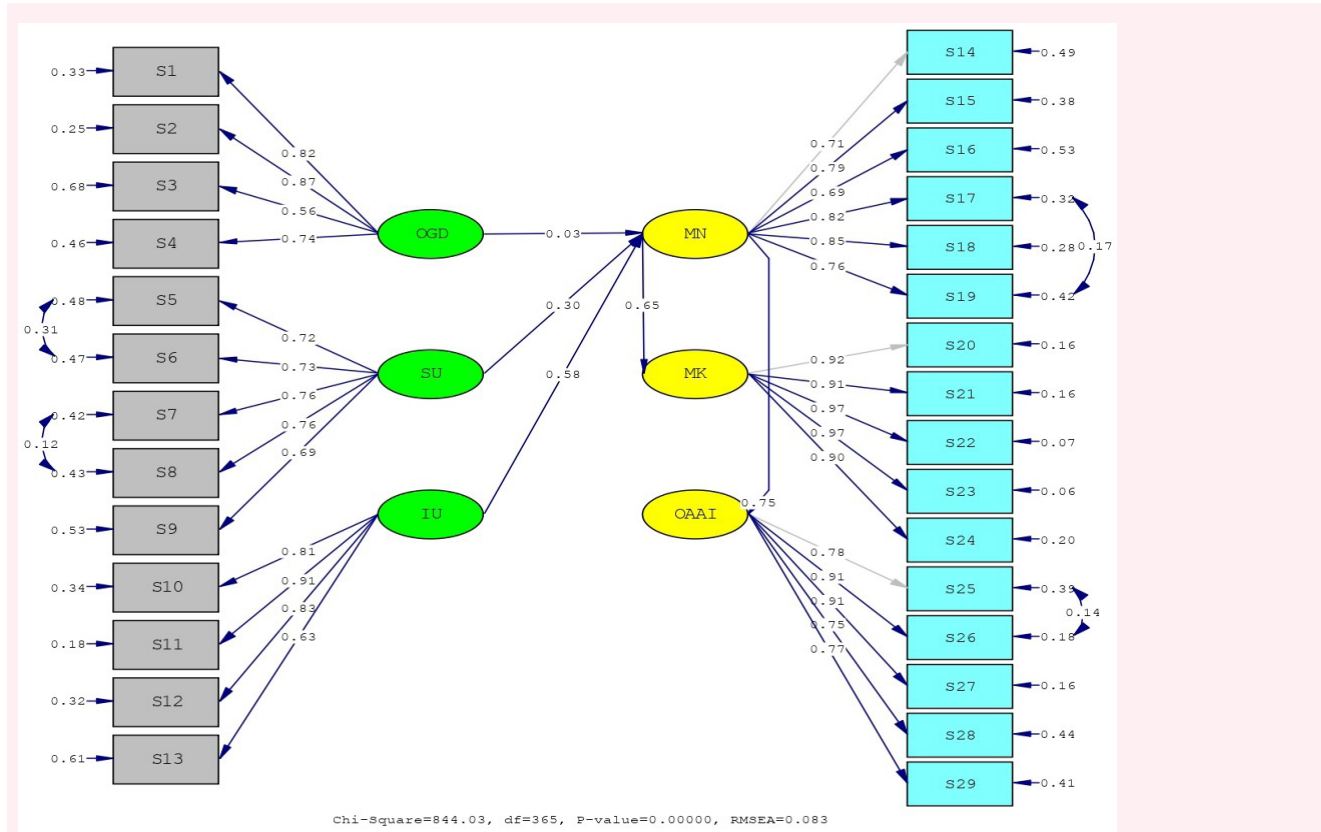 0.33
S1
0.25
S2
0.68
S3
0.46
S4
0.48
S5
0.31
0.47
S6
0.42
S7
0.12
0.43
S8
0.53
S9
0.34
S10
0.18
S11
0.32
S12
0.61
S13
0.82
0.87
0.56
0.74
0.72
0.73
0.76
0.76
0.69
0.81
0.91
0.83
0.63
OGD
SU
IU
0.03
0.30
0.58
MN
0.65
MK
OAAI
0.75
0.71
0.79
0.69
0.82
0.85
0.76
0.92
0.91
0.97
0.97
0.90
0.78
0.91
0.91
0.75
0.77
S14
0.49
S15
0.38
S16
0.53
S17
0.32
S18
0.28
0.17
S19
0.42
S20
0.16
S21
0.16
S22
0.07
S23
0.06
S24
0.20
S25
0.39
0.14
S26
0.18
S27
0.16
S28
0.44
S29
0.41
Chi-Square=844.03, df=365, P-value=0.00000, RMSEA=0.083